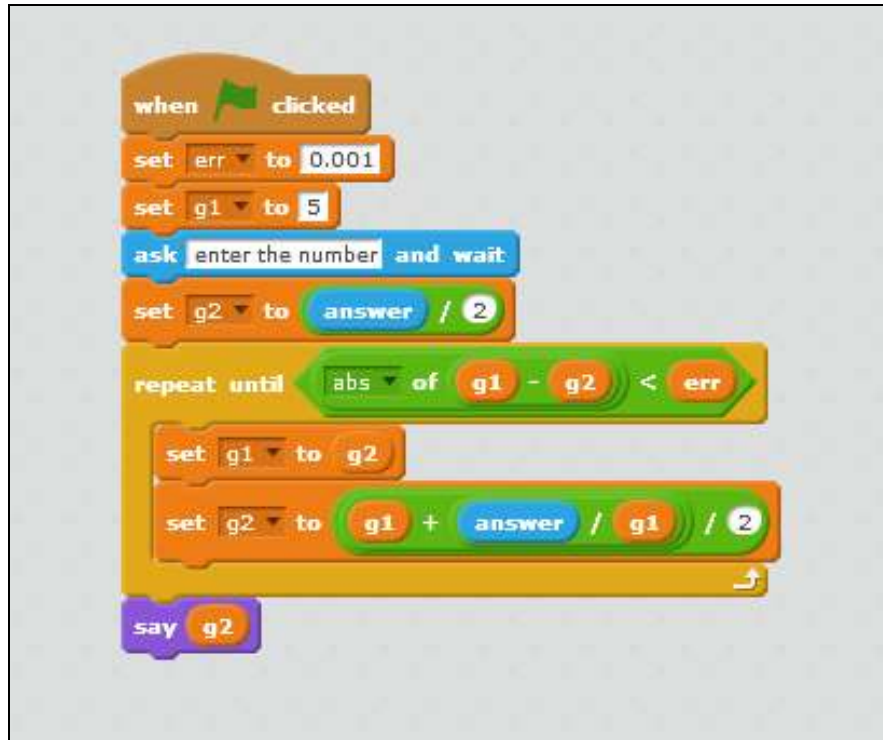 when clicked
set err to 0.001
set g1 to 5
ask enter the number and wait
set g2 to answer / 2
repeat until abs of g1 - g2 < err
set g1 to g2
set g2 to g1 + answer / g1 / 2
say g2